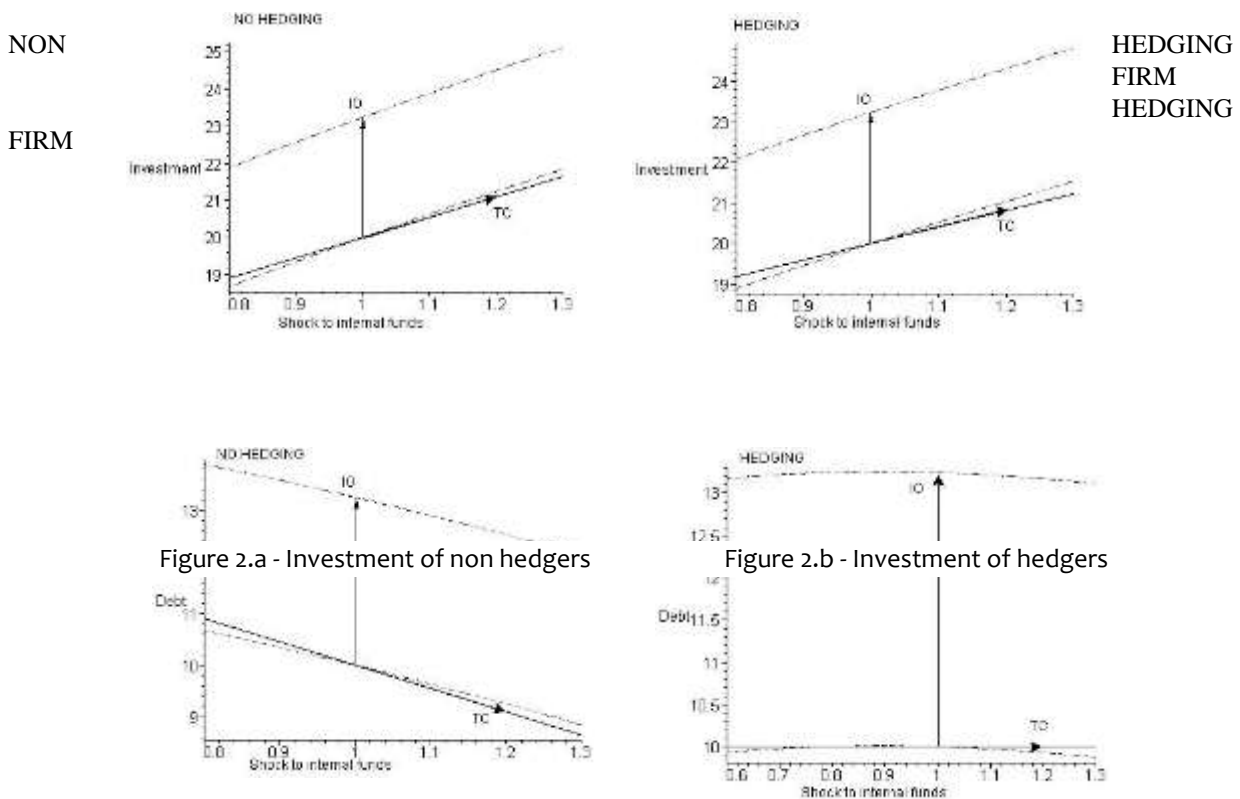 NON
FIRM
HEDGING
FIRM
HEDGING
NO HEDGING
25
24
23
22
21
20
19
Investment
IO
TC
0.8 0.9 1 1.1 1.2 1.3
Shock to internal funds
HEDGING
24
23
22
21
20
19
Investment
IO
TC
0.8 0.9 1 1.1 1.2 1.3
Shock to internal funds
NO HEDGING
13
11
10
9
Debt
IO
TC
0.8 0.9 1 1.1 1.2 1.3
Shock to internal funds
Figure 2.a - Investment of non hedgers
HEDGING
13
12.5
12
11.5
11
10.5
10
Debt
IO
TC
0.6 0.7 0.8 0.9 1 1.1 1.2 1.3
Shock to internal funds
Figure 2.b - Investment of hedgers